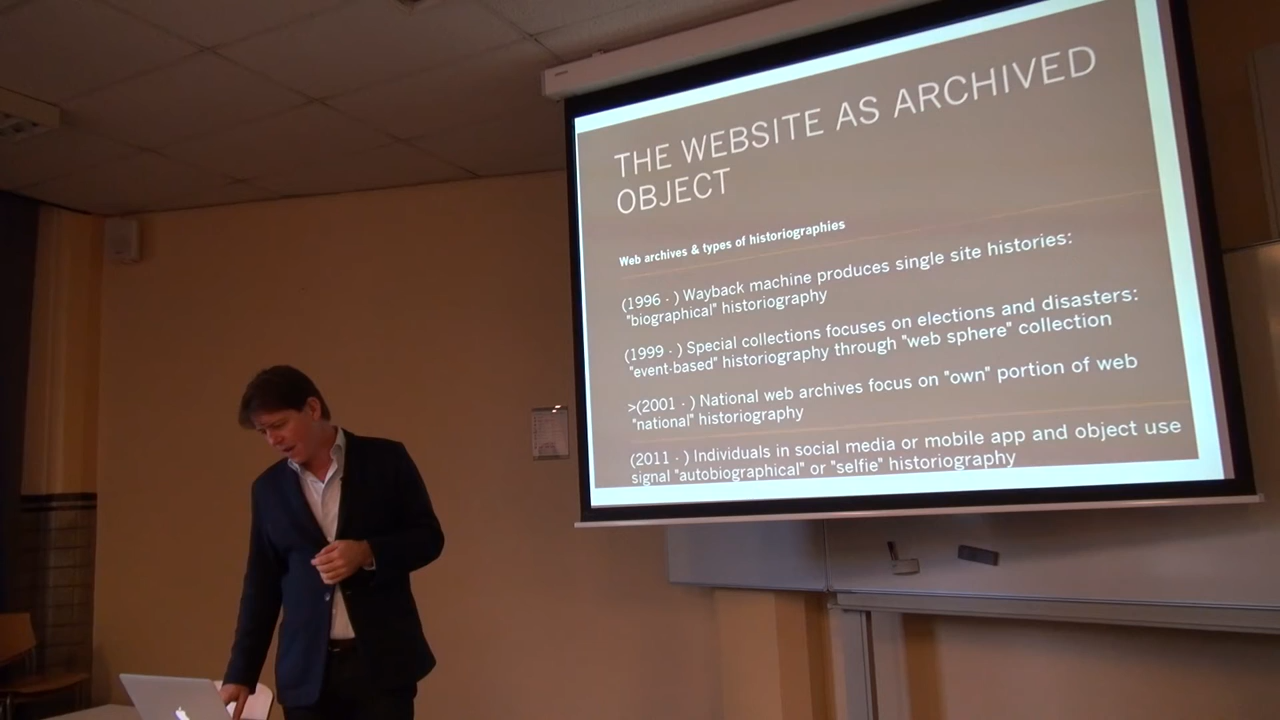 THE WEBSITE AS ARCHIVED
OBJECT
Web archives & types of historiographies
(1996 - ) Wayback machine produces single site histories:
"biographical" historiography
(1999 - ) Special collections focuses on elections and disasters:
"event-based" historiography through "web sphere" collection
>(2001 - ) National web archives focus on "own" portion of web
"national" historiography
(2011 - ) Individuals in social media or mobile app and object use
signal "autobiographical" or "selfie" historiography